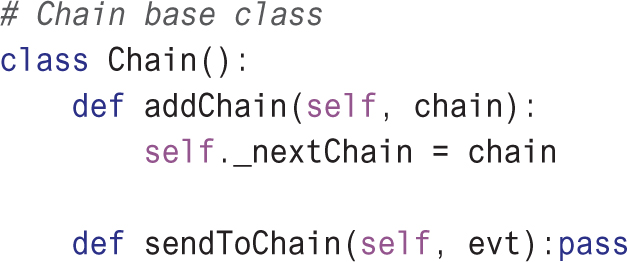 # Chain base class
class Chain():
    def addChain(self, chain):
        self._nextChain = chain

    def sendToChain(self, evt):pass